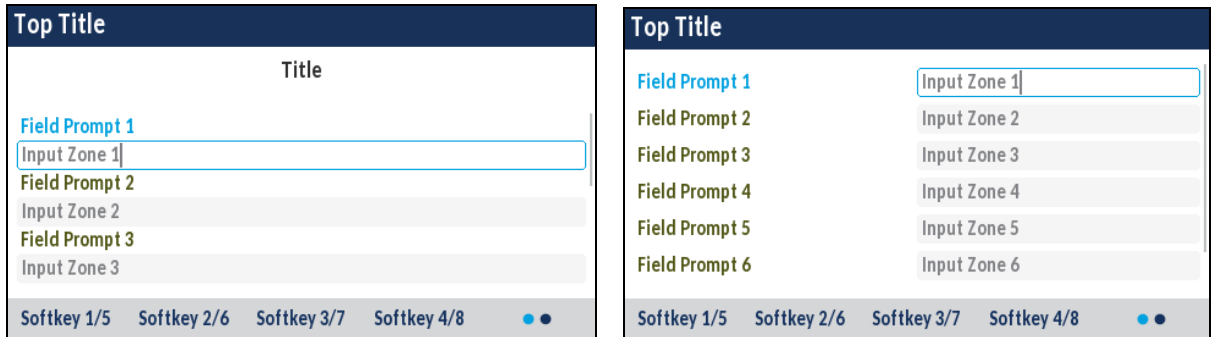 Top Title
Title
Field Prompt 1
Input Zone 1
Field Prompt 2
Input Zone 2
Field Prompt 3
Input Zone 3
Softkey 1/5 Softkey 2/6 Softkey 3/7 Softkey 4/8
Top Title
Field Prompt 1 Input Zone 1
Field Prompt 2 Input Zone 2
Field Prompt 3 Input Zone 3
Field Prompt 4 Input Zone 4
Field Prompt 5 Input Zone 5
Field Prompt 6 Input Zone 6
Softkey 1/5 Softkey 2/6 Softkey 3/7 Softkey 4/8